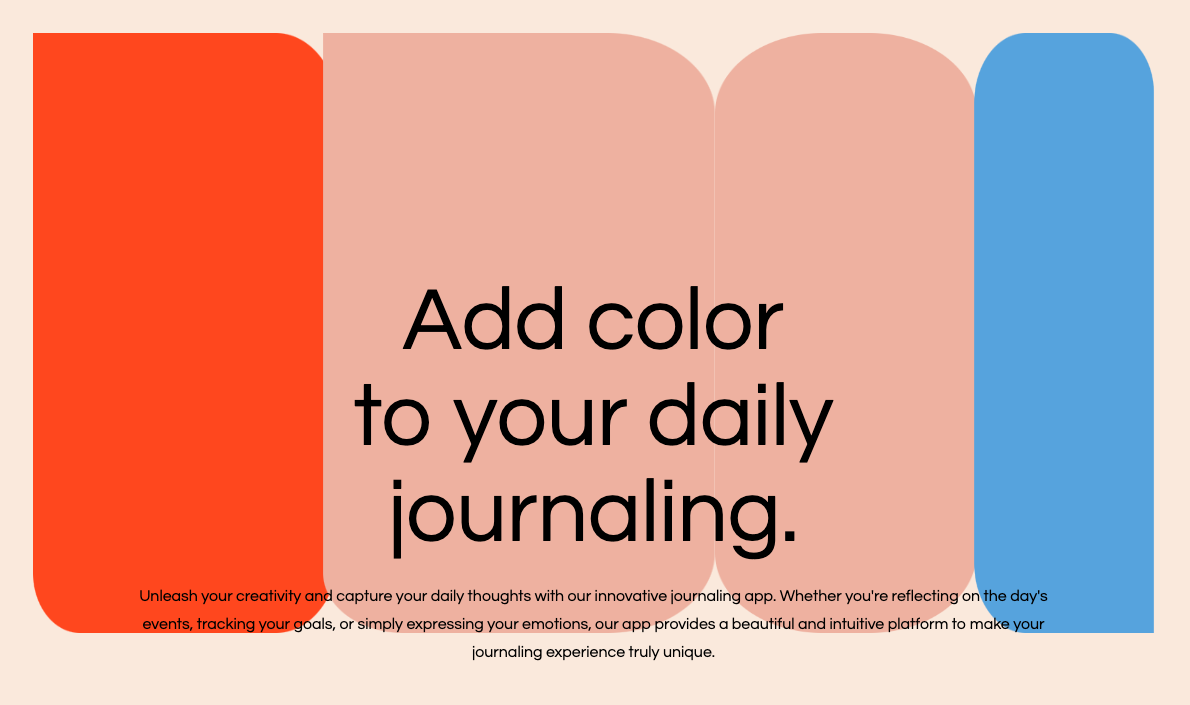 Add color
to your daily
journaling.
Unleash your creativity and capture your daily thoughts with our innovative journaling app. Whether you're reflecting on the day's
events, tracking your goals, or simply expressing your emotions, our app provides a beautiful and intuitive platform to make your
journaling experience truly unique.